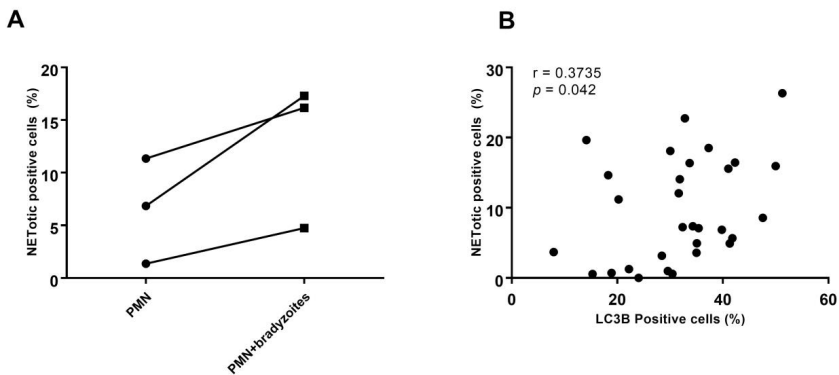 A
NETotic positive cells (%)
20
15
10
5
0
PMN
PMN+bradyzoites
B
NETotic positive cells (%)
30
20
10
0
r = 0.3735
p = 0.042
0 20 40 60
LC3B Positive cells (%)